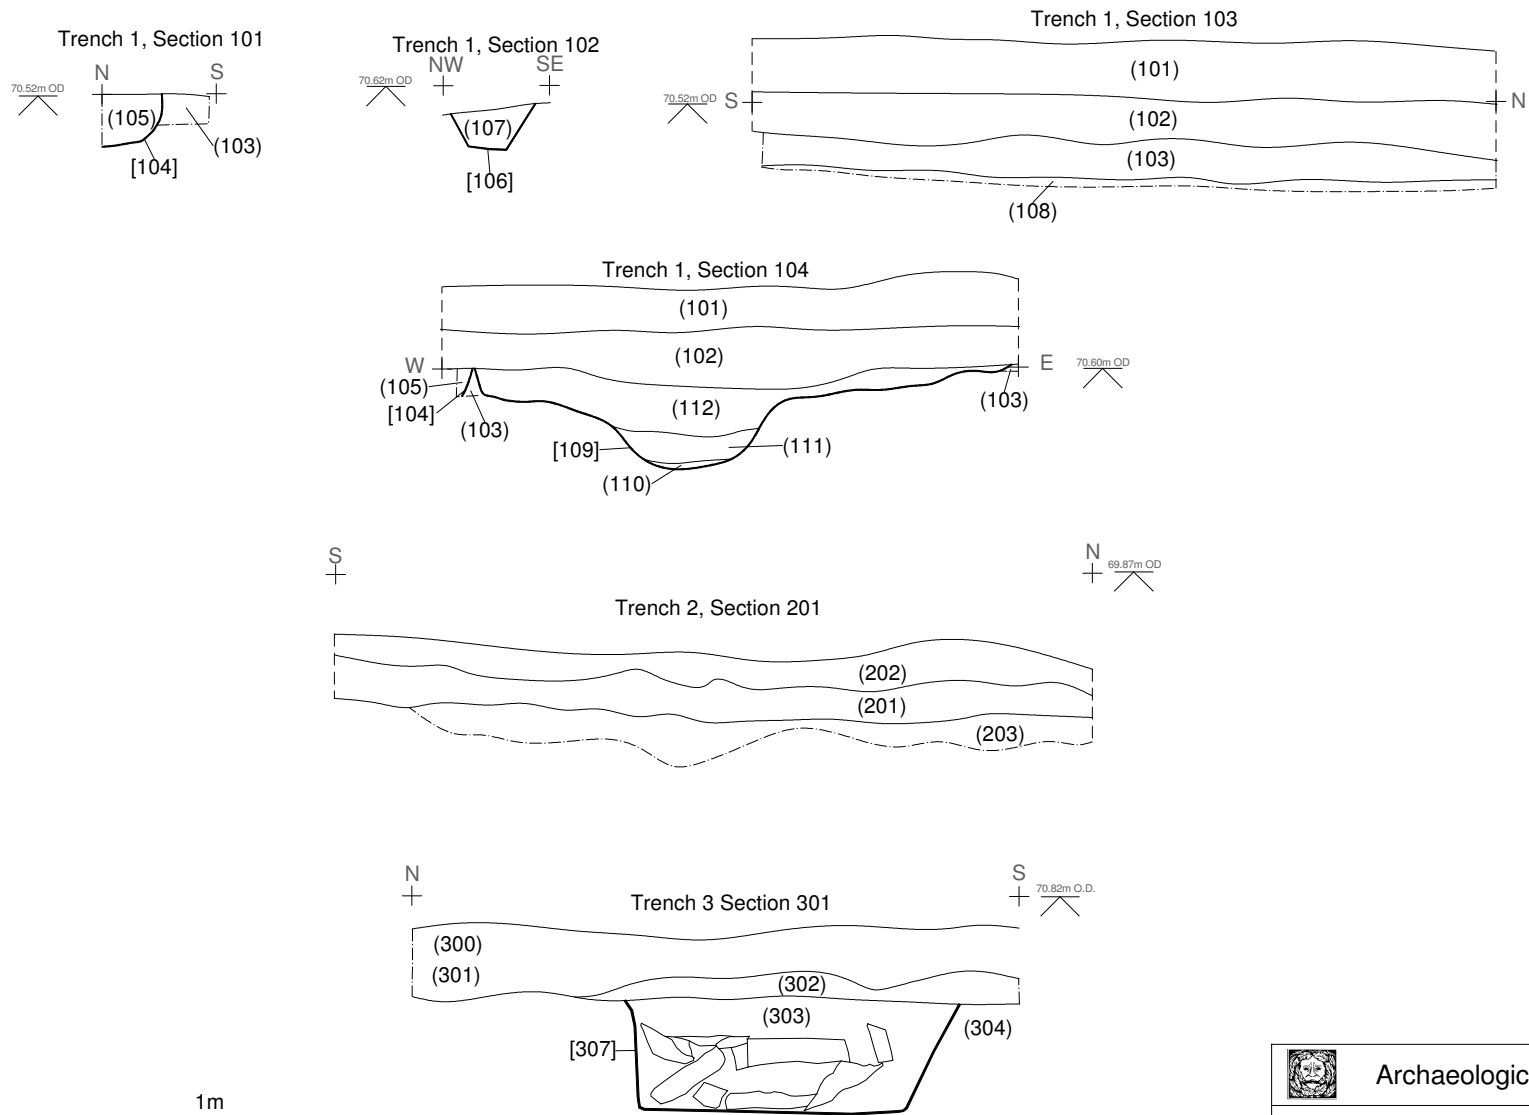 Trench 1, Section 101
N
S
70.52m OD
(105)
(103)
[104]
Trench 1, Section 102
NW
SE
70.62m OD
(107)
[106]
Trench 1, Section 103
70.52m OD
S
N
(101)
(102)
(103)
(108)
Trench 1, Section 104
(101)
(102)
W
E
70.60m OD
(105)
[104]
(103)
(103)
(112)
[109]
(111)
(110)
S
N
69.87m OD
Trench 2, Section 201
(202)
(201)
(203)
N
S
70.82m O.D.
Trench 3 Section 301
(300)
(301)
(302)
(303)
(304)
[307]
1m
Archaeologic